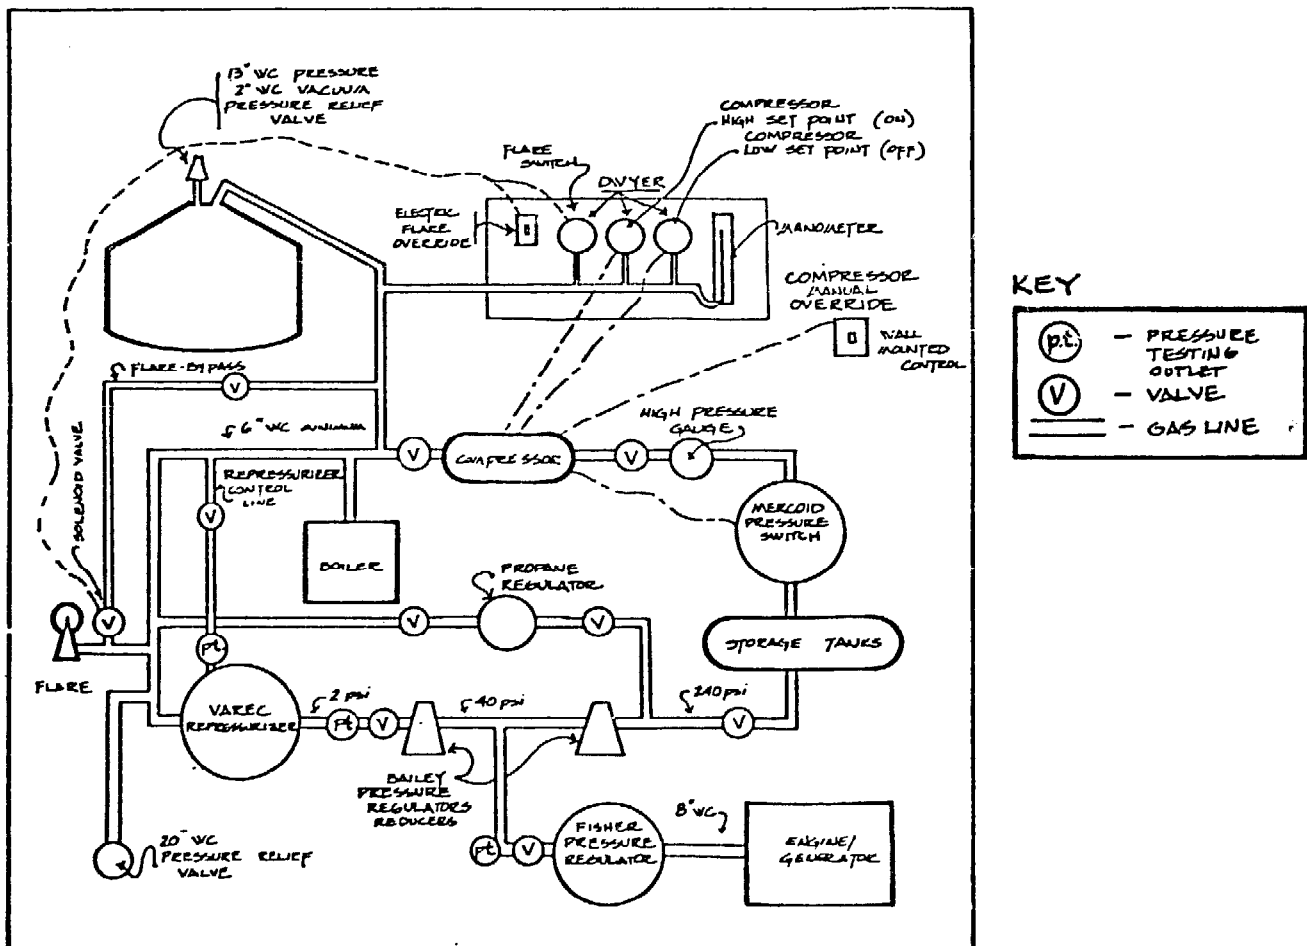 13" WC PRESSURE
2" WC VACUUM
PRESSURE RELIEF
VALVE
COMPRESSOR
HIGH SET POINT (ON)
COMPRESSOR
LOW SET POINT (OFF)
FLARE
SWITCH
DWYER
ELECTRIC
FLARE
OVERRIDE
MANOMETER
COMPRESSOR
MANUAL
OVERRIDE
WALL
MOUNTED
CONTROL
KEY
p.t. - PRESSURE
TESTING
OUTLET
V - VALVE
- GAS LINE
FLARE-BYPASS
V
6" WC MINIMUM
HIGH PRESSURE
GAUGE
V
COMPRESSOR
V
SOLENOID VALVE
REPRESSURIZER
CONTROL
LINE
V
MERCOID
PRESSURE
SWITCH
BOILER
PROPANE
REGULATOR
V
V
V
STORAGE TANKS
pt.
FLARE
VAREC
REPRESSURIZER
2 psi
pt
V
40 psi
240 psi
V
BAILEY
PRESSURE
REGULATORS
REDUCERS
20" WC
PRESSURE RELIEF
VALVE
pt
V
FISHER
PRESSURE
REGULATOR
8" WC
ENGINE/
GENERATOR